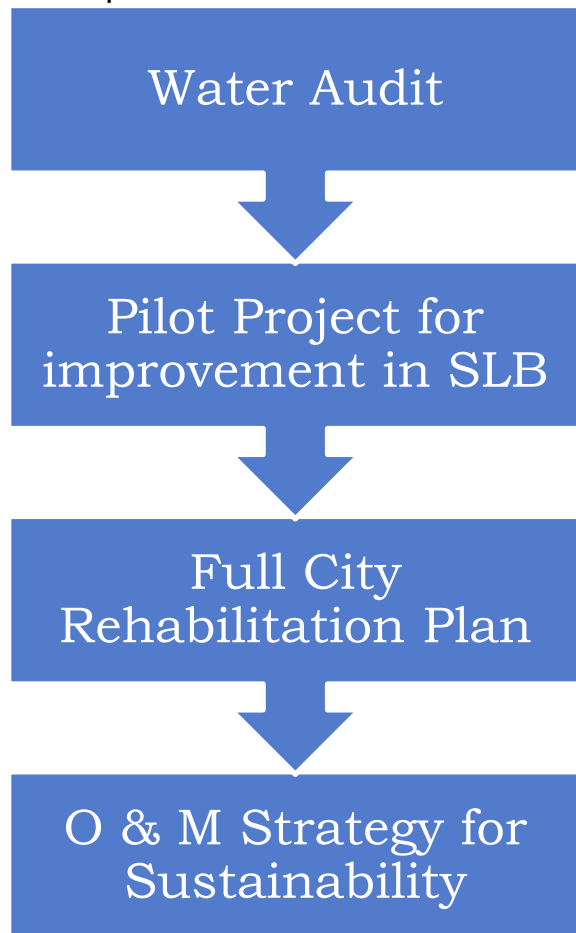 Water Audit
Pilot Project for
improvement in SLB
Full City
Rehabilitation Plan
O & M Strategy for
Sustainability